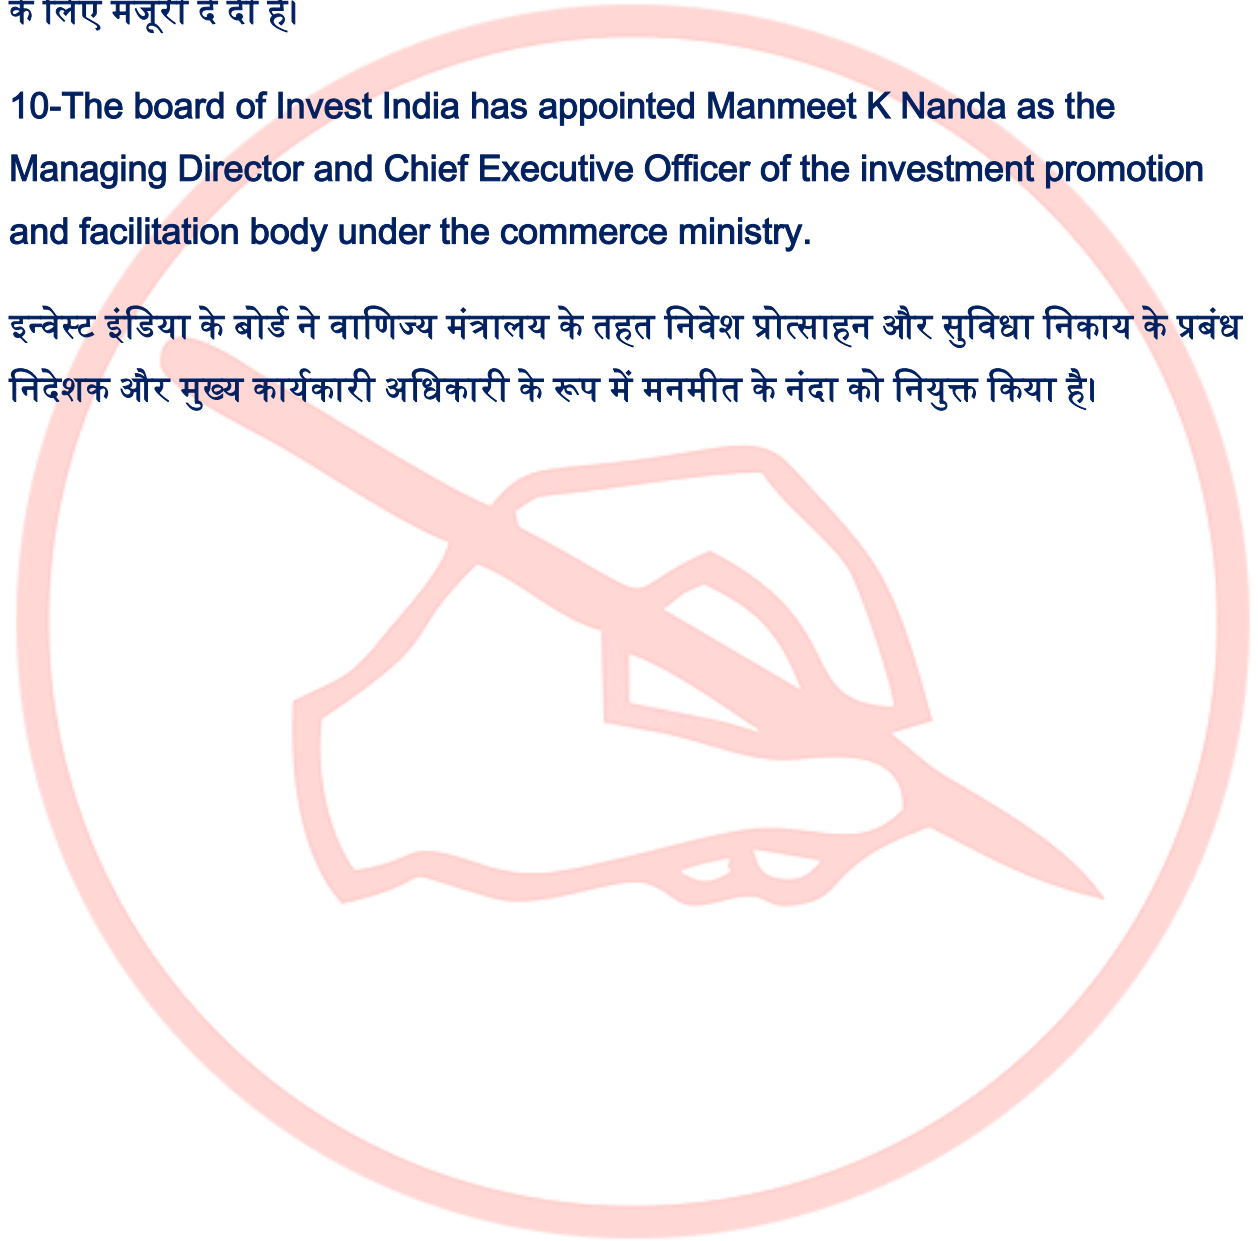 के लिए मंजूरी दे दी है।
10-The board of Invest India has appointed Manmeet K Nanda as the
Managing Director and Chief Executive Officer of the investment promotion
and facilitation body under the commerce ministry.
इन्वेस्ट इंडिया के बोर्ड ने वाणिज्य मंत्रालय के तहत निवेश प्रोत्साहन और सुविधा निकाय के प्रबंध
निदेशक और मुख्य कार्यकारी अधिकारी के रूप में मनमीत के नंदा को नियुक्त किया है।